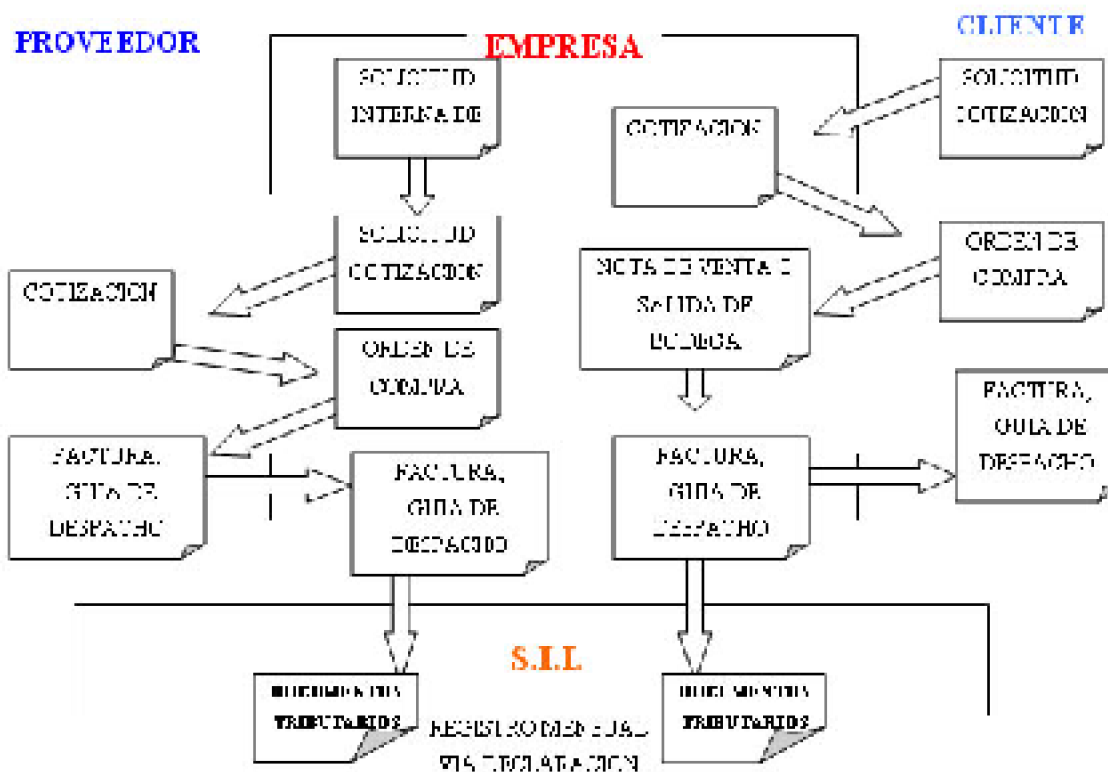 PROVEEDOR
EMPRESA
CLIENTE
SOLICITUD
INTERNA DE
SOLICITUD
COTIZACION
COTIZACION
SOLICITUD
COTIZACION
NOTA DE VENTA O
SALIDA DE
BODEGA
ORDEN DE
COMPRA
COTIZACION
ORDEN DE
COMPRA
FACTURA,
GUIA DE
DESPACHO
FACTURA,
GUIA DE
DESPACHO
FACTURA,
GUIA DE
DESPACHO
FACTURA,
GUIA DE
DESPACHO
S.I.I.
DOCUMENTOS
TRIBUTARIOS
REGISTRO MENSUAL
VIA DECLARACION
DOCUMENTOS
TRIBUTARIOS